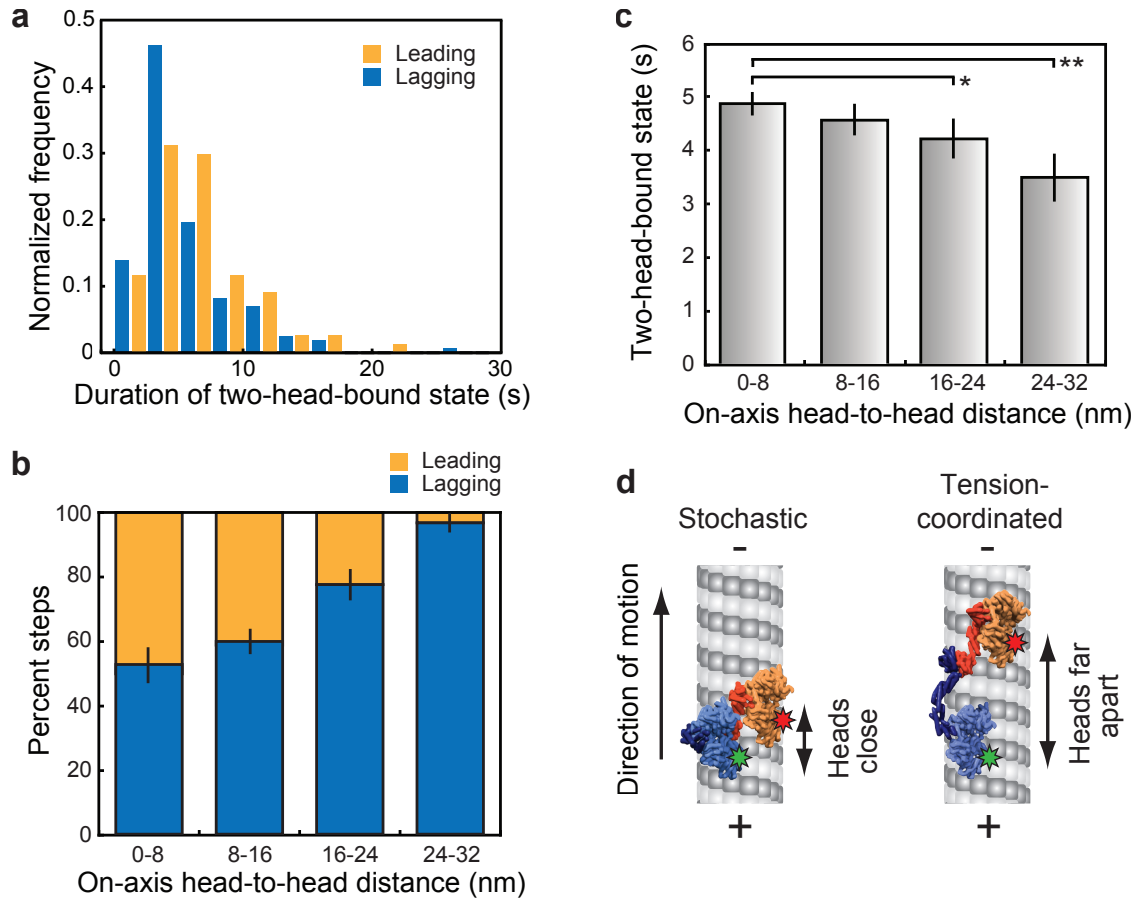 a
0.5
0.4
0.3
0.2
0.1
0
Normalized frequency
Leading
Lagging
0 10 20 30
Duration of two-head-bound state (s)
b
Leading
Lagging
100
80
60
40
20
0
Percent steps
0-8 8-16 16-24 24-32
On-axis head-to-head distance (nm)
c
6
5
4
3
2
1
0
Two-head-bound state (s)
**
*
0-8 8-16 16-24 24-32
On-axis head-to-head distance (nm)
d
Stochastic
Tension-
coordinated
-
-
Direction of motion
Heads
close
Heads far
apart
+
+